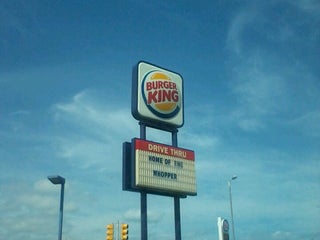 BURGER
KING
DRIVE THRU
HOME OF THE
WHOPPER